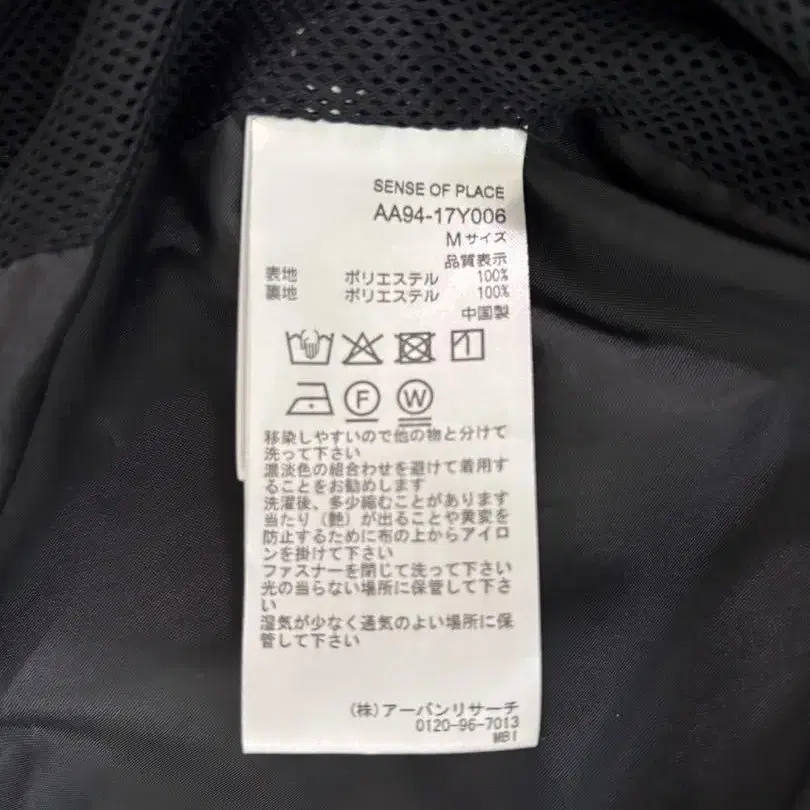 SENSE OF PLACE
AA94-17Y006
Mサイズ
品質表示
表地 ポリエステル 100%
裏地 ポリエステル 100%
中国製
F W
移染しやすいので他の物と分けて
洗って下さい
濃淡色の組合わせを避けて着用す
ることをお勧めします
洗濯後、多少縮むことがあります
当たり(艶)が出ることや黄変を
防止するために布の上からアイロ
ンを掛けて下さい
ファスナーを閉じて洗って下さい
光の当らない場所に保管して下さ
い
湿気が少なく通気のよい場所に保
管して下さい
(株)アーバンリサーチ
0120-96-7013
MBI